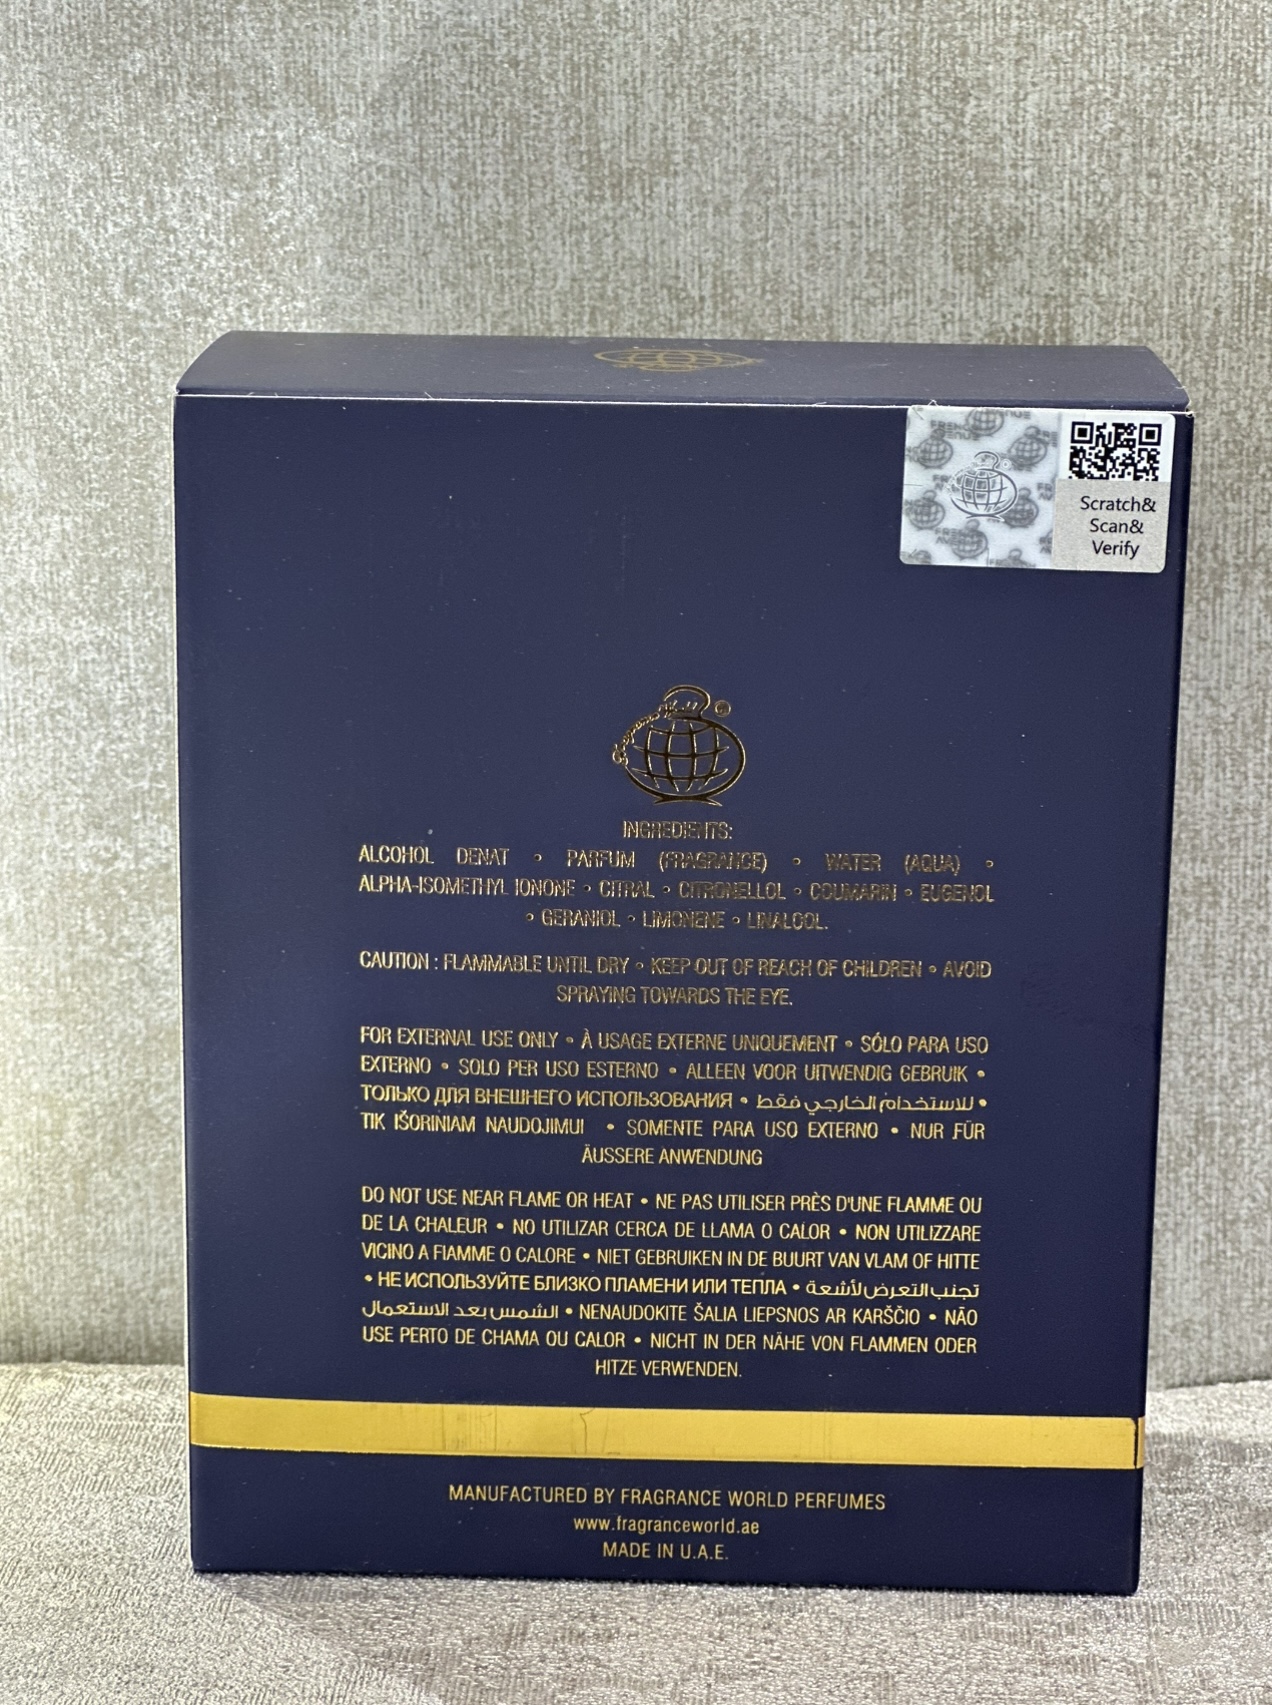 Scratch&
Scan&
Verify
INGREDIENTS:
ALCOHOL DENAT • PARFUM (FRAGRANCE) • WATER (AQUA) •
ALPHA-ISOMETHYL IONONE • CITRAL • CITRONELLOL • COUMARIN • EUGENOL
• GERANIOL • LIMONENE • LINALOOL.
CAUTION : FLAMMABLE UNTIL DRY • KEEP OUT OF REACH OF CHILDREN • AVOID
SPRAYING TOWARDS THE EYE.
FOR EXTERNAL USE ONLY • À USAGE EXTERNE UNIQUEMENT • SÓLO PARA USO
EXTERNO • SOLO PER USO ESTERNO • ALLEEN VOOR UITWENDIG GEBRUIK •
ТОЛЬКО ДЛЯ ВНЕШНЕГО ИСПОЛЬЗОВАНИЯ • للاستخدام الخارجي فقط •
TIK IŠORINIAM NAUDOJIMUI • SOMENTE PARA USO EXTERNO • NUR FÜR
ÄUSSERE ANWENDUNG
DO NOT USE NEAR FLAME OR HEAT • NE PAS UTILISER PRÈS D'UNE FLAMME OU
DE LA CHALEUR • NO UTILIZAR CERCA DE LLAMA O CALOR • NON UTILIZZARE
VICINO A FIAMME O CALORE • NIET GEBRUIKEN IN DE BUURT VAN VLAM OF HITTE
• НЕ ИСПОЛЬЗУЙТЕ БЛИЗКО ПЛАМЕНИ ИЛИ ТЕПЛА • تجنب التعرض لأشعة
الشمس بعد الاستعمال • NENAUDOKITE ŠALIA LIEPSNOS AR KARŠČIO • NÃO
USE PERTO DE CHAMA OU CALOR • NICHT IN DER NÄHE VON FLAMMEN ODER
HITZE VERWENDEN.
MANUFACTURED BY FRAGRANCE WORLD PERFUMES
www.fragranceworld.ae
MADE IN U.A.E.